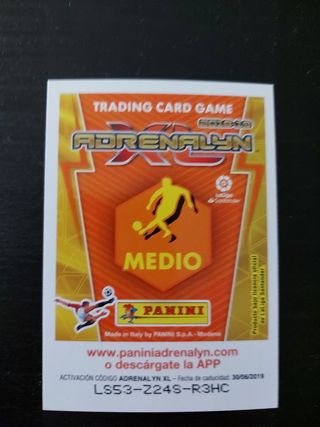 TRADING CARD GAME
2018-19
ADRENALYN
XL
LaLiga
Santander
MEDIO
PANINI
Made in Italy by PANINI S.p.A. - Modena
Producto bajo licencia oficial
de LaLiga Santander
www.paniniadrenalyn.com
o descárgate la APP
ACTIVACIÓN CÓDIGO ADRENALYN XL – Fecha de caducidad: 30/06/2019
LS53-Z24S-R3HC